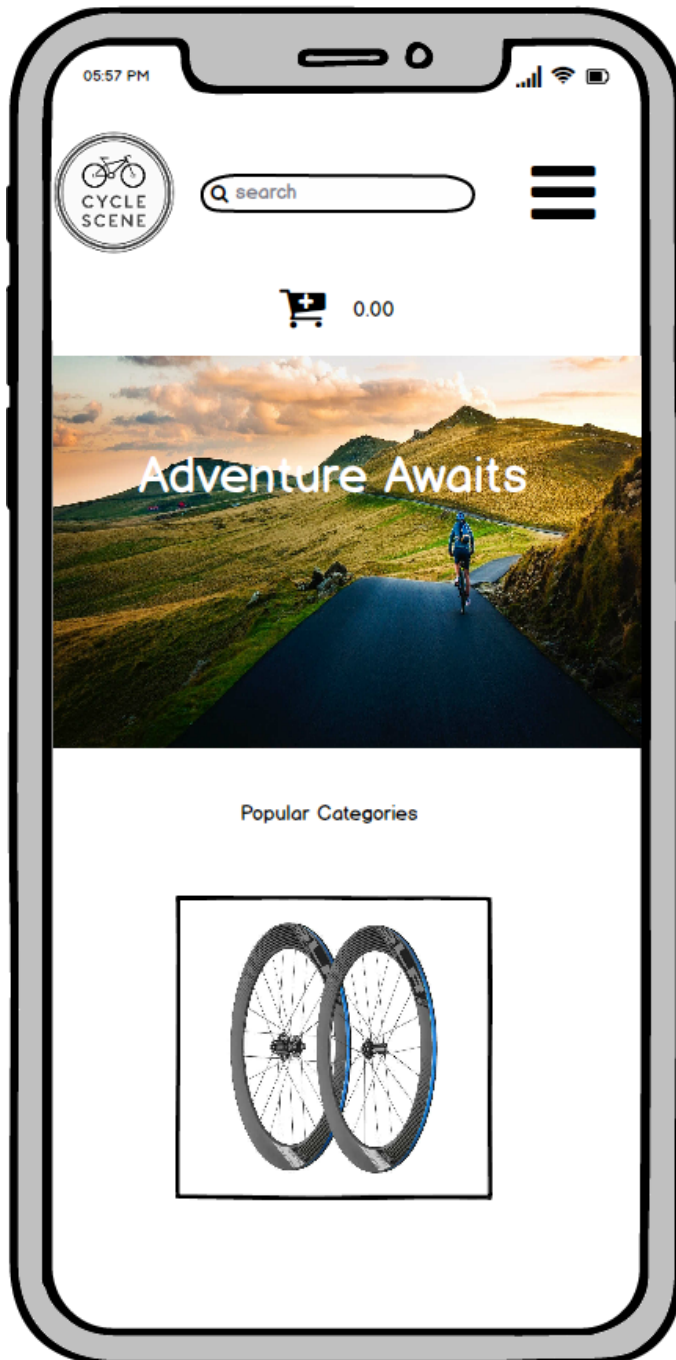 05:57 PM
CYCLE
SCENE
search
0.00
Adventure Awaits
Popular Categories